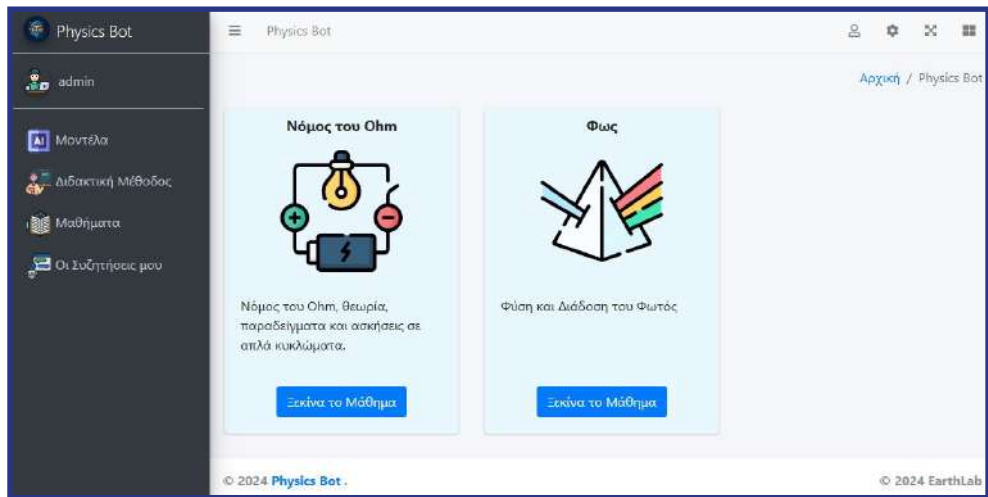 Physics Bot
Physics Bot
admin
Αρχική / Physics Bot
Μοντέλα
Διδακτική Μέθοδος
Μαθήματα
Οι Συζητήσεις μου
Νόμος του Ohm
Νόμος του Ohm, θεωρία,
παραδείγματα και ασκήσεις σε
απλά κυκλώματα.
Ξεκίνα το Μάθημα
Φως
Φύση και Διάδοση του Φωτός
Ξεκίνα το Μάθημα
© 2024 Physics Bot .
© 2024 EarthLab
AI